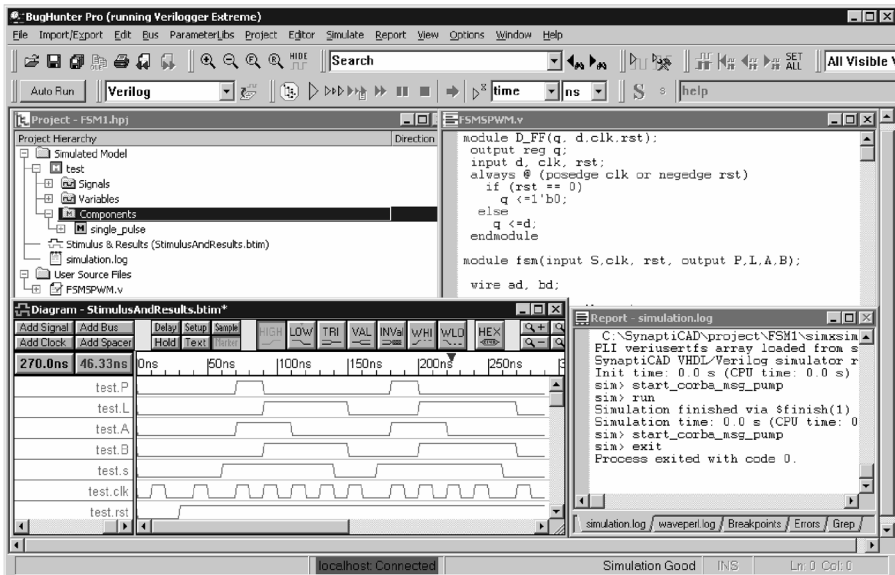 BugHunter Pro (running Verilogger Extreme)
File Import/Export Edit Bus ParameterLibs Project Editor Simulate Report View Options Window Help
HIDE Search SET ALL All Visible
Auto Run Verilog time ns S s help
Project - FSM1.hpj
Project Hierarchy Direction
Simulated Model
test
Signals
Variables
Components
single_pulse
Stimulus & Results (StimulusAndResults.btim)
simulation.log
User Source Files
FSMSPWM.v
FSMSPWM.v
module D_FF(q, d,clk,rst);
output reg q;
input d, clk, rst;
always @ (posedge clk or negedge rst)
if (rst == 0)
q <=1'b0;
else
q <=d;
endmodule
module fsm(input S,clk, rst, output P,L,A,B);
wire ad, bd;
Diagram - StimulusAndResults.btim*
Add Signal Add Bus Delay Setup Sample HIGH LOW TRI VAL INVal WHI WLO HEX
Add Clock Add Spacer Hold Text Marker
270.0ns 46.33ns 0ns 50ns 100ns 150ns 200ns 250ns
test.P
test.L
test.A
test.B
test.s
test.clk
test.rst
Report - simulation.log
C:\SynaptiCAD\project\FSM1\simxsim
PLI veriusertfs array loaded from s
SynaptiCAD VHDL/Verilog simulator r
Init time: 0.0 s (CPU time: 0.0 s)
sim> start_corba_msg_pump
sim> run
Simulation finished via $finish(1)
Simulation time: 0.0 s (CPU time: 0
sim> start_corba_msg_pump
sim> exit
Process exited with code 0.
simulation.log waveperl.log Breakpoints Errors Grep
localhost: Connected Simulation Good INS Ln: 0 Col: 0